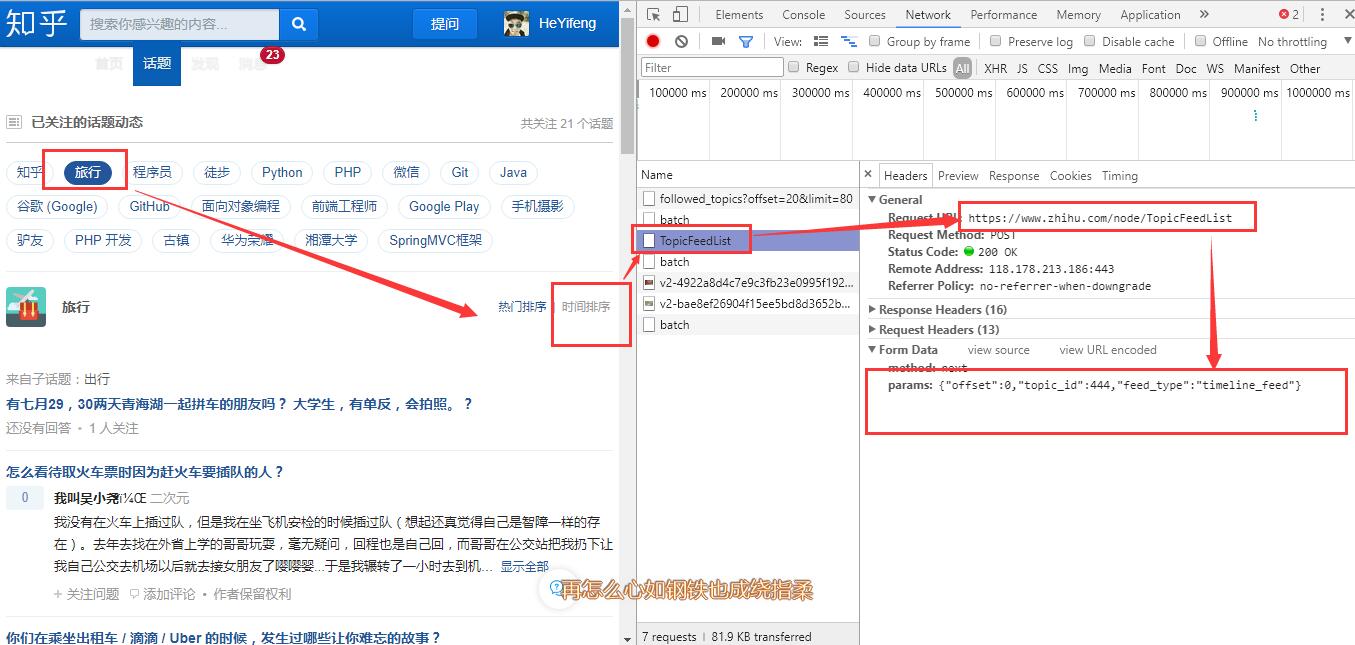 知乎 搜索你感兴趣的内容... 提问 HeYifeng
首页 话题 发现 消息 23
已关注的话题动态 共关注 21 个话题
知乎 旅行 程序员 徒步 Python PHP 微信 Git Java
谷歌 (Google) GitHub 面向对象编程 前端工程师 Google Play 手机摄影
驴友 PHP 开发 古镇 华为荣耀 湘潭大学 SpringMVC框架
旅行 热门排序 时间排序
来自子话题：出行
有七月29，30两天青海湖一起拼车的朋友吗？ 大学生，有单反，会拍照。 ？
还没有回答 • 1 人关注
怎么看待取火车票时因为赶火车要插队的人？
0 我叫吴小尧ï¼Œ 二次元
我没有在火车上插过队，但是我在坐飞机安检的时候插过队（想起还真觉得自己是智障一样的存
在）。去年去找在外省上学的哥哥玩耍，毫无疑问，回程也是自己回，而哥哥在公交站把我扔下让
我自己公交去机场以后就去接女朋友了嘤嘤嘤...于是我辗转了一小时去到机... 显示全部
+ 关注问题 添加评论 • 作者保留权利
再怎么心如钢铁也成绕指柔
你们在乘坐出租车 / 滴滴 / Uber 的时候，发生过哪些让你难忘的故事？
Elements Console Sources Network Performance Memory Application » 2
View: Group by frame Preserve log Disable cache Offline No throttling
Filter Regex Hide data URLs All XHR JS CSS Img Media Font Doc WS Manifest Other
100000 ms 200000 ms 300000 ms 400000 ms 500000 ms 600000 ms 700000 ms 800000 ms 900000 ms 1000000 ms
Name
followed_topics?offset=20&limit=80
batch
TopicFeedList
batch
v2-4922a8d4c7e9c3fb23e0995f192...
v2-bae8ef26904f15ee5bd8d3652b...
batch
7 requests | 81.9 KB transferred
× Headers Preview Response Cookies Timing
General
Request URL: https://www.zhihu.com/node/TopicFeedList
Request Method: POST
Status Code: 200 OK
Remote Address: 118.178.213.186:443
Referrer Policy: no-referrer-when-downgrade
Response Headers (16)
Request Headers (13)
Form Data view source view URL encoded
method: next
params: {"offset":0,"topic_id":444,"feed_type":"timeline_feed"}